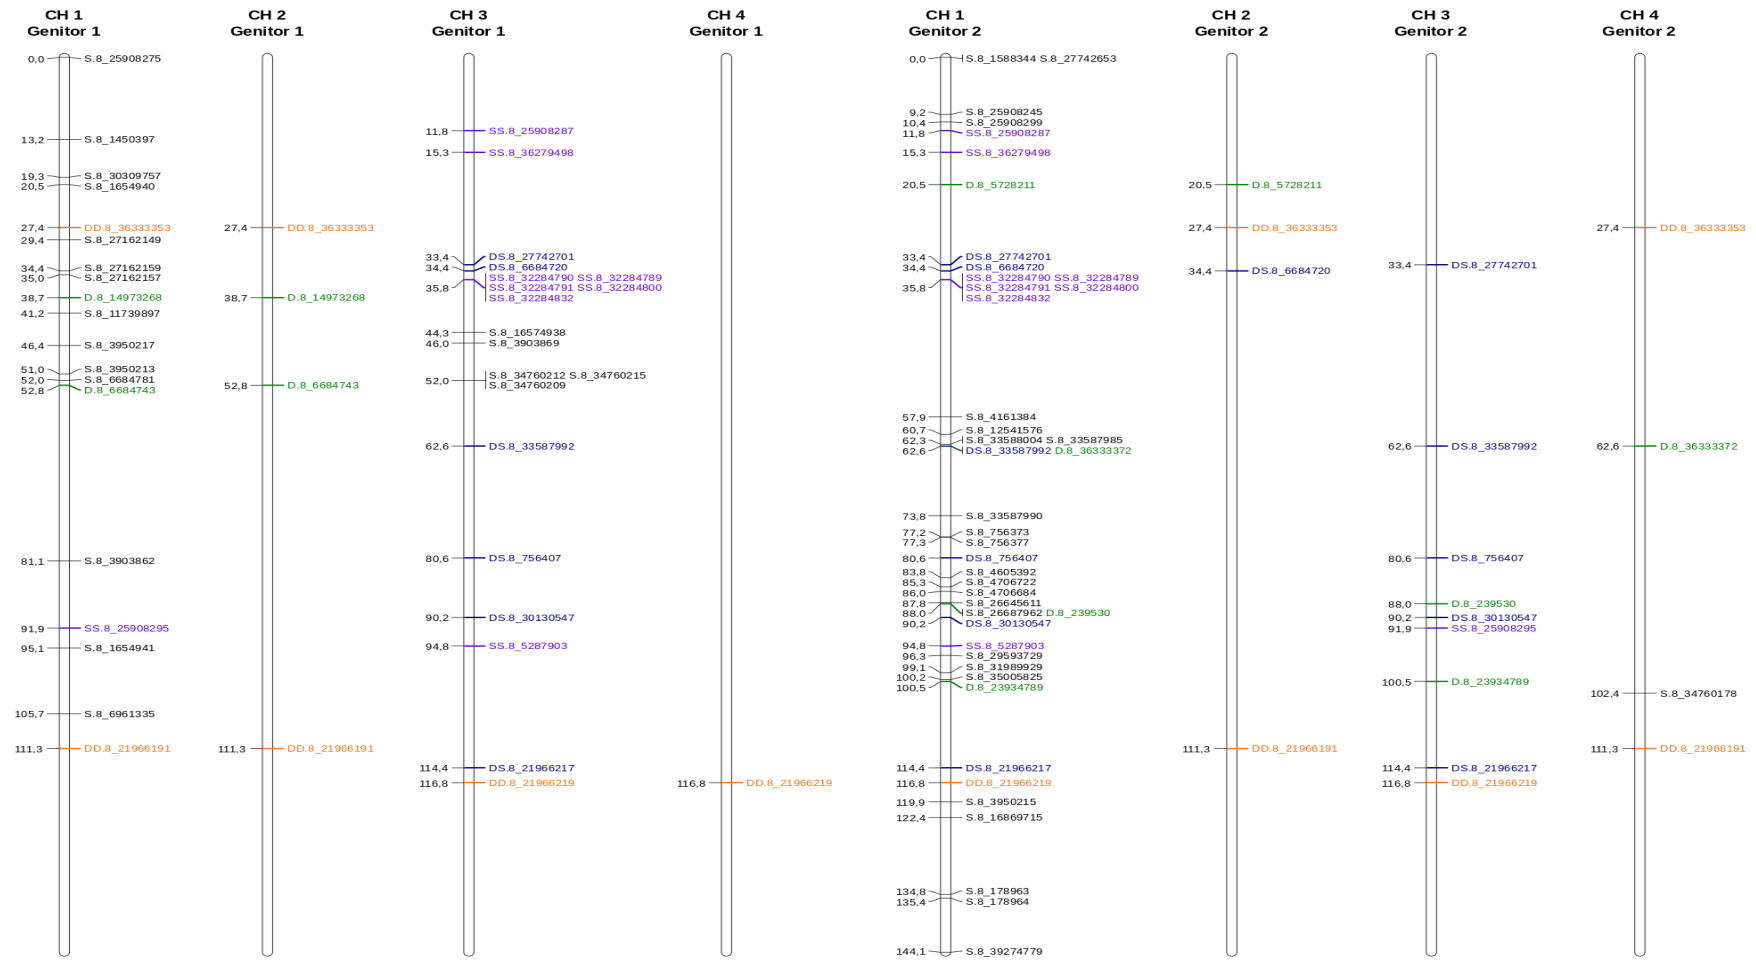 CH 1
Genitor 1
0,0 S.8_25908275
13,2 S.8_1450397
19,3 S.8_30309757
20,5 S.8_1654940
27,4 DD.8_36333353
29,4 S.8_27162149
34,4 S.8_27162159
35,0 S.8_27162157
38,7 D.8_14973268
41,2 S.8_11739897
46,4 S.8_3950217
51,0 S.8_3950213
52,0 S.8_6684781
52,8 D.8_6684743
81,1 S.8_3903862
91,9 SS.8_25908295
95,1 S.8_1654941
105,7 S.8_6961335
111,3 DD.8_21966191
CH 2
Genitor 1
27,4 DD.8_36333353
38,7 D.8_14973268
52,8 D.8_6684743
111,3 DD.8_21966191
CH 3
Genitor 1
11,8 SS.8_25908287
15,3 SS.8_36279498
33,4 DS.8_27742701
34,4 DS.8_6684720
SS.8_32284790 SS.8_32284789
35,8 SS.8_32284791 SS.8_32284800
SS.8_32284832
44,3 S.8_16574938
46,0 S.8_3903869
52,0 S.8_34760212 S.8_34760215
S.8_34760209
62,6 DS.8_33587992
80,6 DS.8_756407
90,2 DS.8_30130547
94,8 SS.8_5287903
114,4 DS.8_21966217
116,8 DD.8_21966219
CH 4
Genitor 1
116,8 DD.8_21966219
CH 1
Genitor 2
0,0 S.8_1588344 S.8_27742653
9,2 S.8_25908245
10,4 S.8_25908299
11,8 SS.8_25908287
15,3 SS.8_36279498
20,5 D.8_5728211
33,4 DS.8_27742701
34,4 DS.8_6684720
SS.8_32284790 SS.8_32284789
35,8 SS.8_32284791 SS.8_32284800
SS.8_32284832
57,9 S.8_4161384
60,7 S.8_12541576
62,3 S.8_33588004 S.8_33587985
62,6 DS.8_33587992 D.8_36333372
73,8 S.8_33587990
77,2 S.8_756373
77,3 S.8_756377
80,6 DS.8_756407
83,8 S.8_4605392
85,3 S.8_4706722
86,0 S.8_4706684
87,8 S.8_26645611
88,0 S.8_26687962 D.8_239530
90,2 DS.8_30130547
94,8 SS.8_5287903
96,3 S.8_29593729
99,1 S.8_31989929
100,2 S.8_35005825
100,5 D.8_23934789
114,4 DS.8_21966217
116,8 DD.8_21966219
119,9 S.8_3950215
122,4 S.8_16869715
134,8 S.8_178963
135,4 S.8_178964
144,1 S.8_39274779
CH 2
Genitor 2
20,5 D.8_5728211
27,4 DD.8_36333353
34,4 DS.8_6684720
111,3 DD.8_21966191
CH 3
Genitor 2
33,4 DS.8_27742701
62,6 DS.8_33587992
80,6 DS.8_756407
88,0 D.8_239530
90,2 DS.8_30130547
91,9 SS.8_25908295
100,5 D.8_23934789
114,4 DS.8_21966217
116,8 DD.8_21966219
CH 4
Genitor 2
27,4 DD.8_36333353
62,6 D.8_36333372
102,4 S.8_34760178
111,3 DD.8_21966191